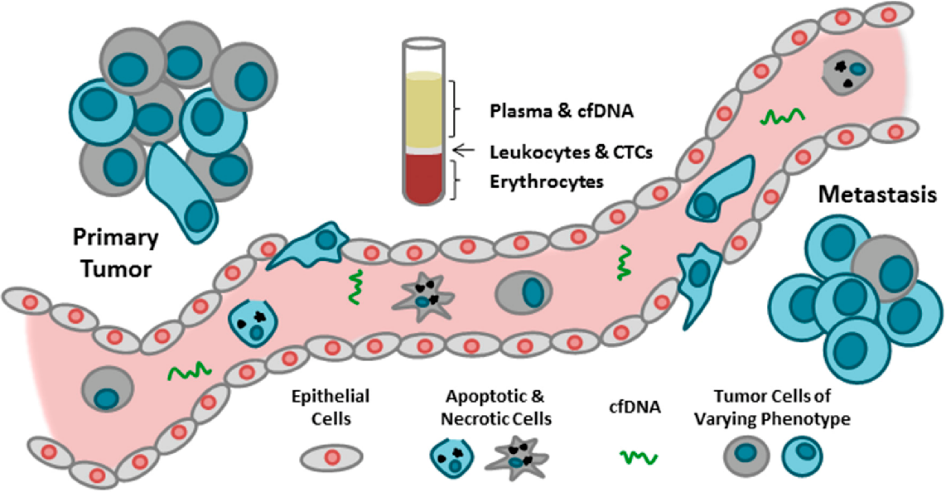 Plasma & cfDNA
Leukocytes & CTCs
Erythrocytes
Primary
Tumor
Metastasis
Epithelial
Cells
Apoptotic &
Necrotic Cells
cfDNA
Tumor Cells of
Varying Phenotype